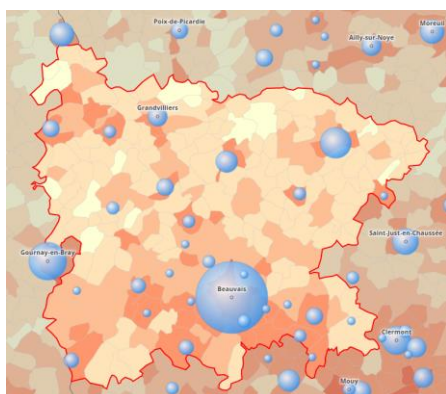 Poix-de-Picardie
Moreuil
Ailly-sur-Noye
Grandvilliers
Saint-Just-en-Chaussée
Gournay-en-Bray
Beauvais
Clermont
Mouy